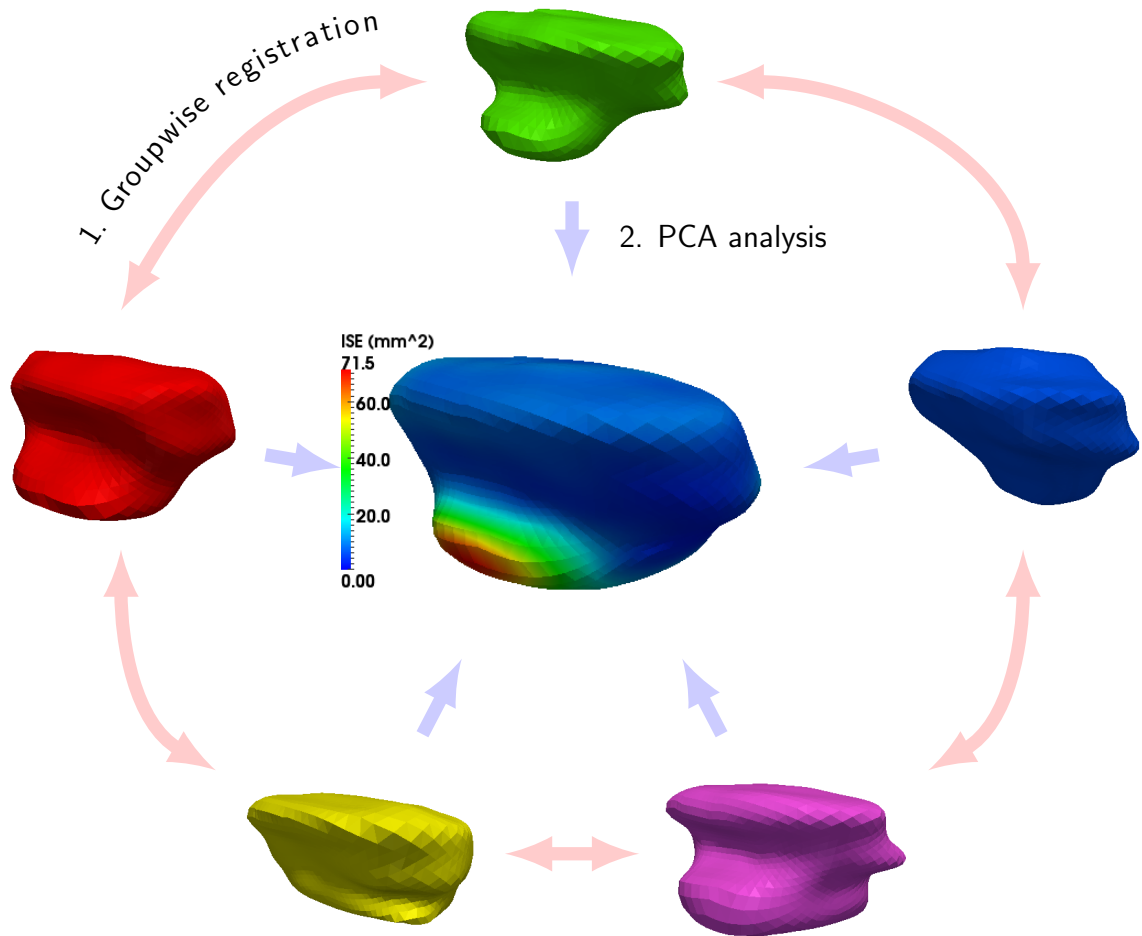 1. Groupwise registration
2. PCA analysis
ISE (mm^2)
71.5
60.0
40.0
20.0
0.00